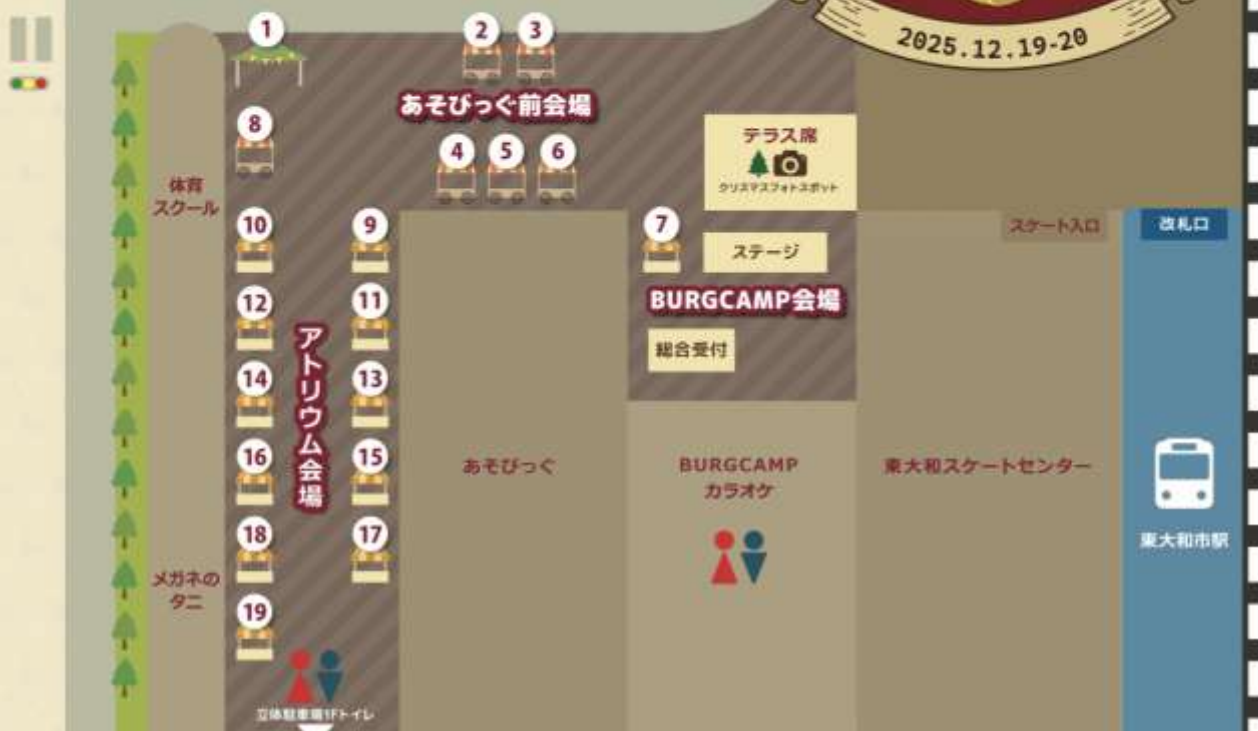 2025.12.19-20
1
2
3
あそびっぐ前会場
8
4
5
6
テラス席
クリスマスフォトスポット
体育
スクール
10
9
7
ステージ
スケート入口
改札口
BURGCAMP会場
12
11
総合受付
アトリウム会場
14
13
16
15
あそびっぐ
BURGCAMP
カラオケ
東大和スケートセンター
18
17
東大和市駅
メガネの
タニ
19
立体駐車場1Fトイレ